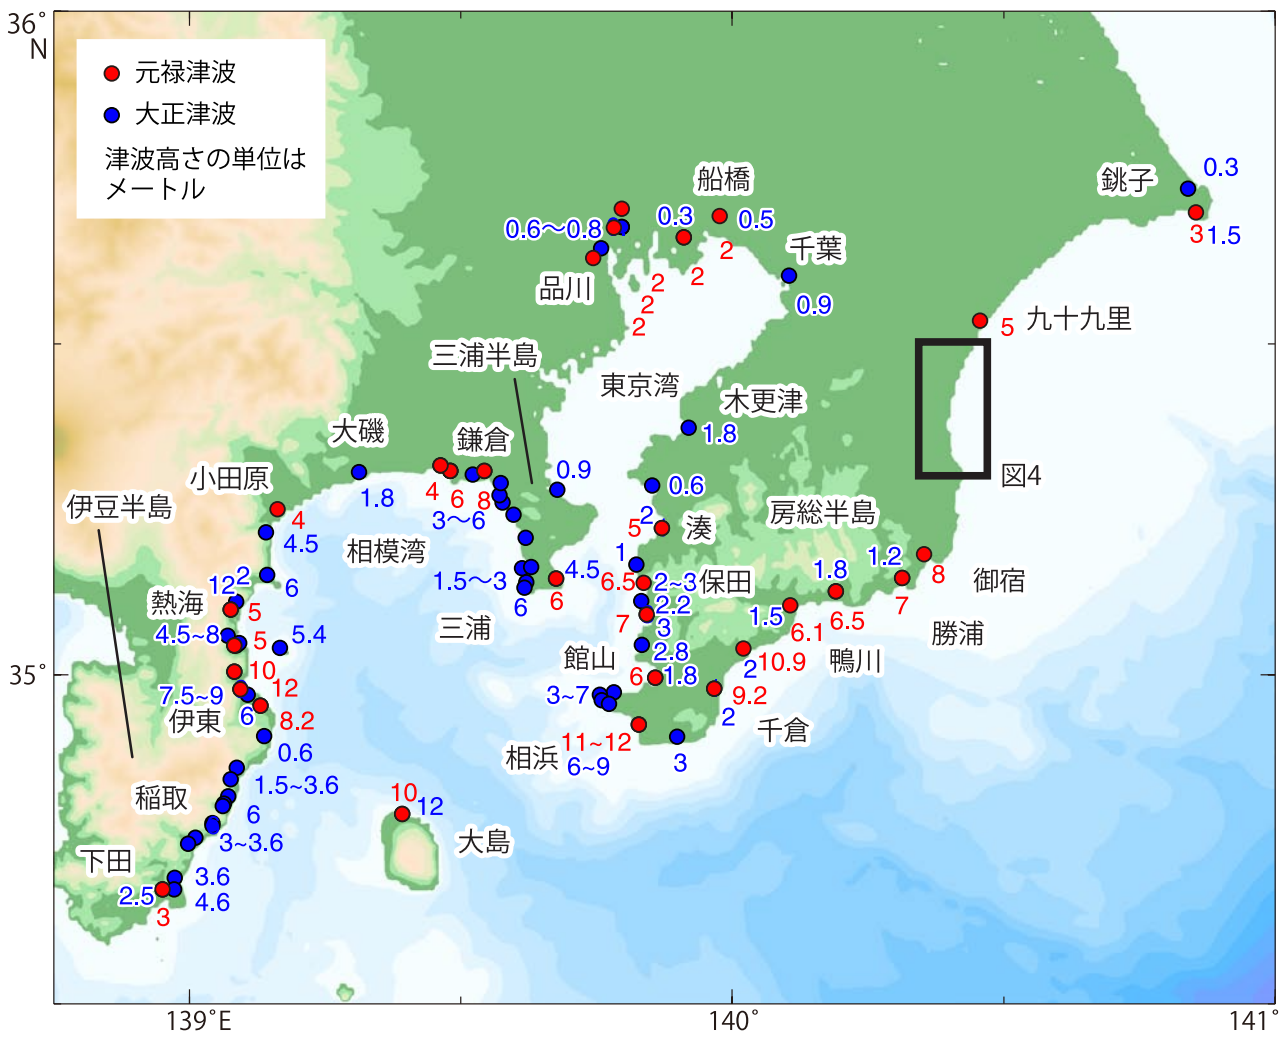 36°
N
元禄津波
大正津波
津波高さの単位は
メートル
船橋
銚子
0.3
0.6～0.8
0.3
0.5
3
1.5
2
千葉
品川
2
2
2
2
0.9
5
九十九里
三浦半島
東京湾
木更津
1.8
大磯
鎌倉
小田原
1.8
4
6
8
0.9
0.6
図4
伊豆半島
4
4.5
相模湾
3～6
2
5
湊
房総半島
1
1.2
8
12
2
6
1.5～3
4.5
6
6
6.5
2~3
保田
1.8
御宿
熱海
5
三浦
2.2
7
3
1.5
6.1
6.5
7
勝浦
4.5~8
5
5.4
館山
2.8
10.9
2
鴨川
35°
10
6
1.8
7.5~9
12
3~7
9.2
伊東
6
8.2
2
千倉
0.6
相浜
11~12
6~9
3
1.5~3.6
稲取
6
10
12
大島
3~3.6
下田
3.6
2.5
4.6
3
139°E
140°
141°